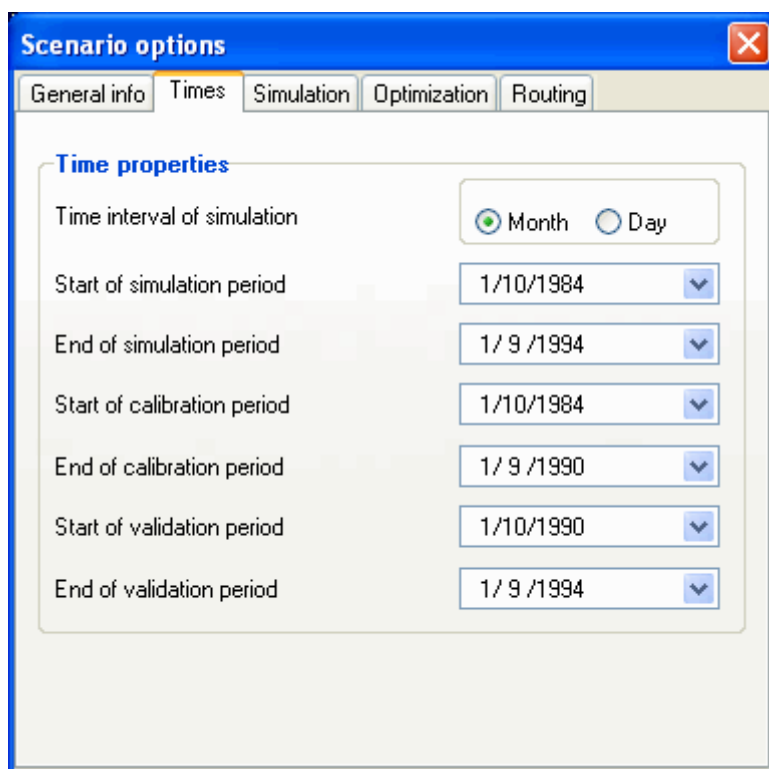 Scenario options
General info Times Simulation Optimization Routing
Time properties
Time interval of simulation Month Day
Start of simulation period 1/10/1984
End of simulation period 1/ 9 /1994
Start of calibration period 1/10/1984
End of calibration period 1/ 9 /1990
Start of validation period 1/10/1990
End of validation period 1/ 9 /1994